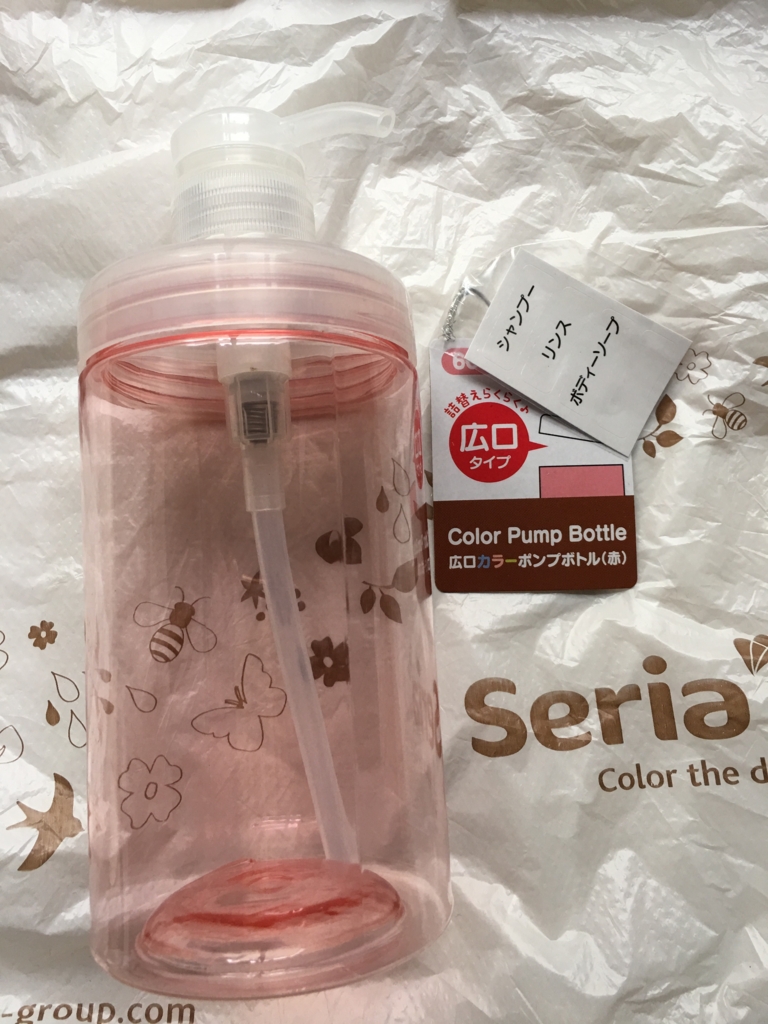 シャンプー
リンス
ボディーソープ
詰替えらくらく♪
広口
タイプ
Color Pump Bottle
広口カラーポンプボトル(赤)
Seria
Color the d
-group.com